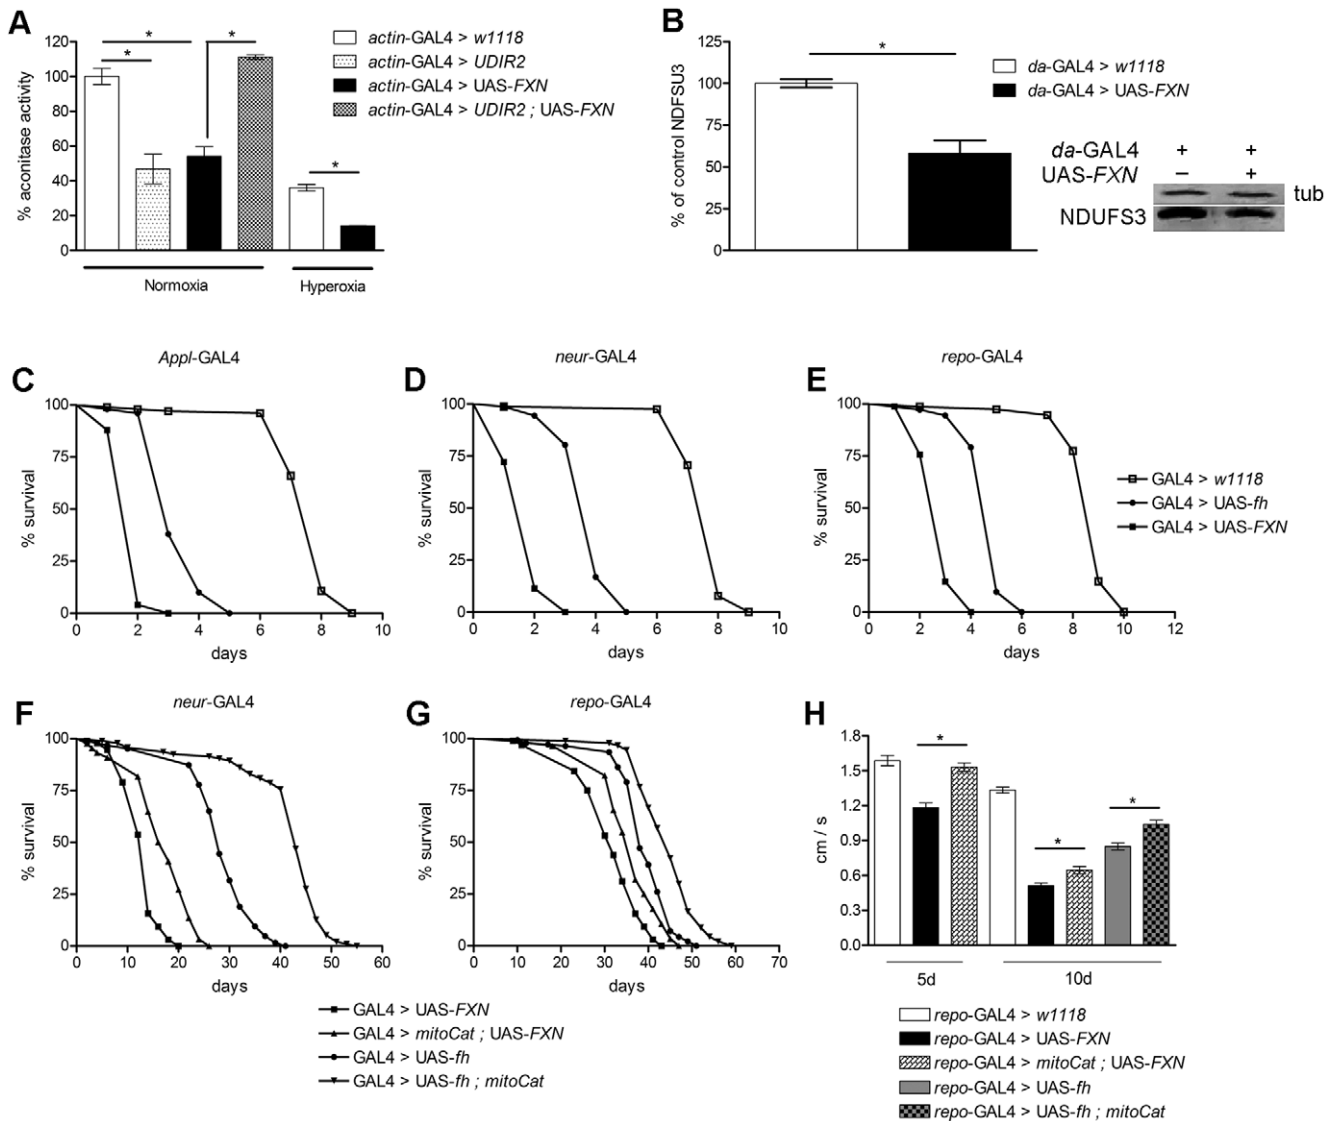 A
120
100
80
60
40
20
0
% aconitase activity
*
*
*
*
Normoxia
Hyperoxia
actin-GAL4 > w1118
actin-GAL4 > UDIR2
actin-GAL4 > UAS-FXN
actin-GAL4 > UDIR2 ; UAS-FXN
B
125
100
75
50
25
0
% of control NDFSU3
*
da-GAL4 > w1118
da-GAL4 > UAS-FXN
da-GAL4 + +
UAS-FXN − +
tub
NDUFS3
C
Appl-GAL4
100
75
50
25
0
% survival
0 2 4 6 8 10
days
D
neur-GAL4
100
75
50
25
0
% survival
0 2 4 6 8 10
days
E
repo-GAL4
100
75
50
25
0
% survival
0 2 4 6 8 10 12
days
GAL4 > w1118
GAL4 > UAS-fh
GAL4 > UAS-FXN
F
neur-GAL4
100
75
50
25
0
% survival
0 10 20 30 40 50 60
days
G
repo-GAL4
100
75
50
25
0
% survival
0 10 20 30 40 50 60 70
days
GAL4 > UAS-FXN
GAL4 > mitoCat ; UAS-FXN
GAL4 > UAS-fh
GAL4 > UAS-fh ; mitoCat
H
1.8
1.5
1.2
0.9
0.6
0.3
0.0
cm / s
*
*
*
5d
10d
repo-GAL4 > w1118
repo-GAL4 > UAS-FXN
repo-GAL4 > mitoCat ; UAS-FXN
repo-GAL4 > UAS-fh
repo-GAL4 > UAS-fh ; mitoCat